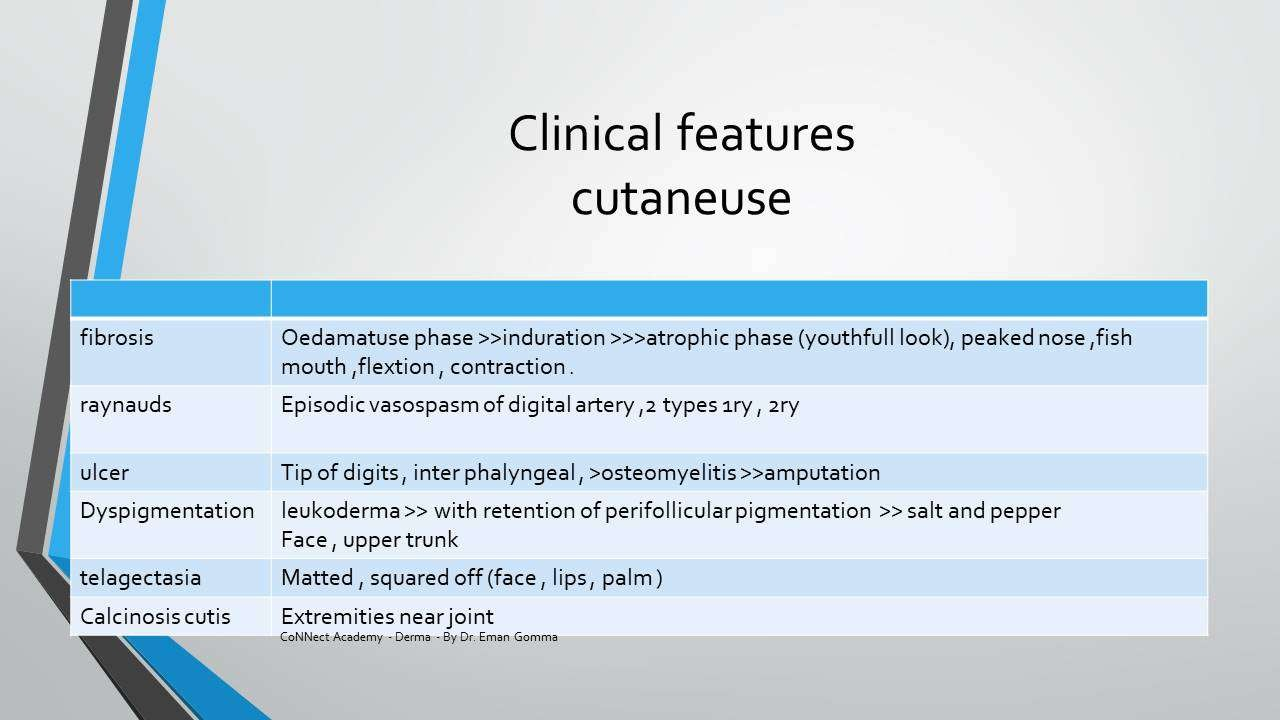 Clinical features
cutaneuse
fibrosis
Oedamatuse phase >>induration >>>atrophic phase (youthfull look), peaked nose ,fish
mouth ,flextion , contraction .
raynauds
Episodic vasospasm of digital artery ,2 types 1ry , 2ry
ulcer
Tip of digits , inter phalyngeal , >osteomyelitis >>amputation
Dyspigmentation
leukoderma >> with retention of perifollicular pigmentation >> salt and pepper
Face , upper trunk
telagectasia
Matted , squared off (face , lips , palm )
Calcinosis cutis
Extremities near joint
CoNNect Academy - Derma - By Dr. Eman Gomma